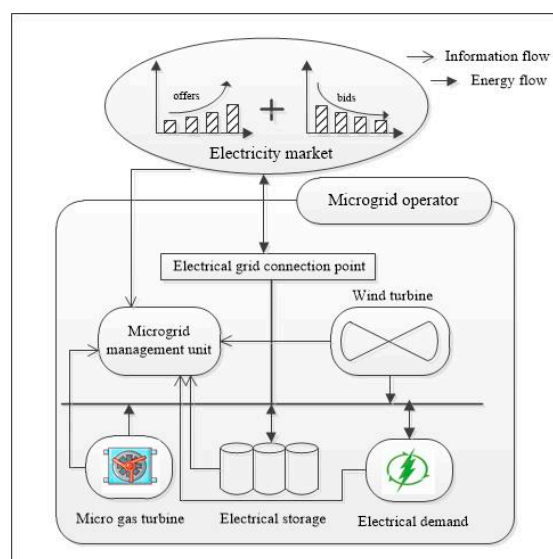 Information flow
Energy flow
offers
bids
Electricity market
Microgrid operator
Electrical grid connection point
Wind turbine
Microgrid
management unit
Micro gas turbine
Electrical storage
Electrical demand